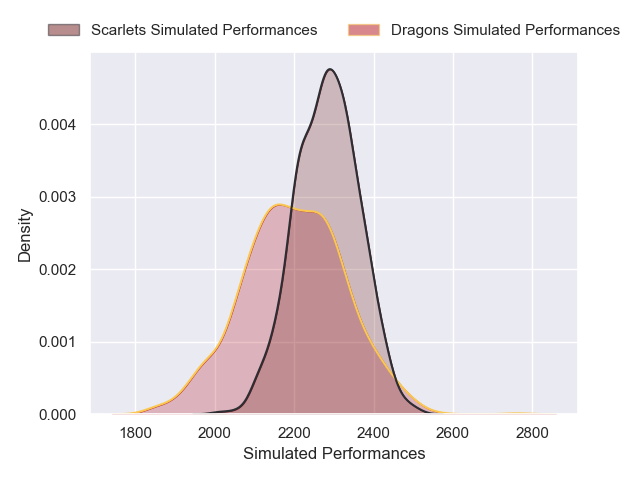 Scarlets Simulated Performances Dragons Simulated Performances
0.004
0.003
0.002
0.001
0.000
Density
1800 2000 2200 2400 2600 2800
Simulated Performances